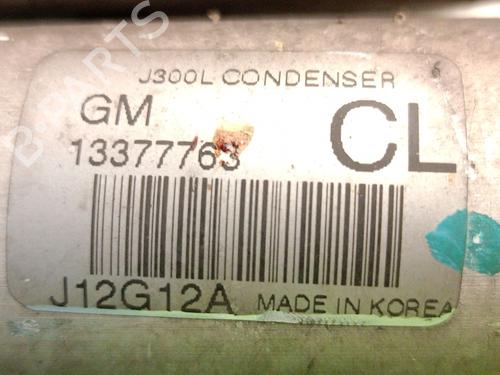 J300L CONDENSER
GM
13377763
CL
J12G12A MADE IN KOREA
B-PARTS